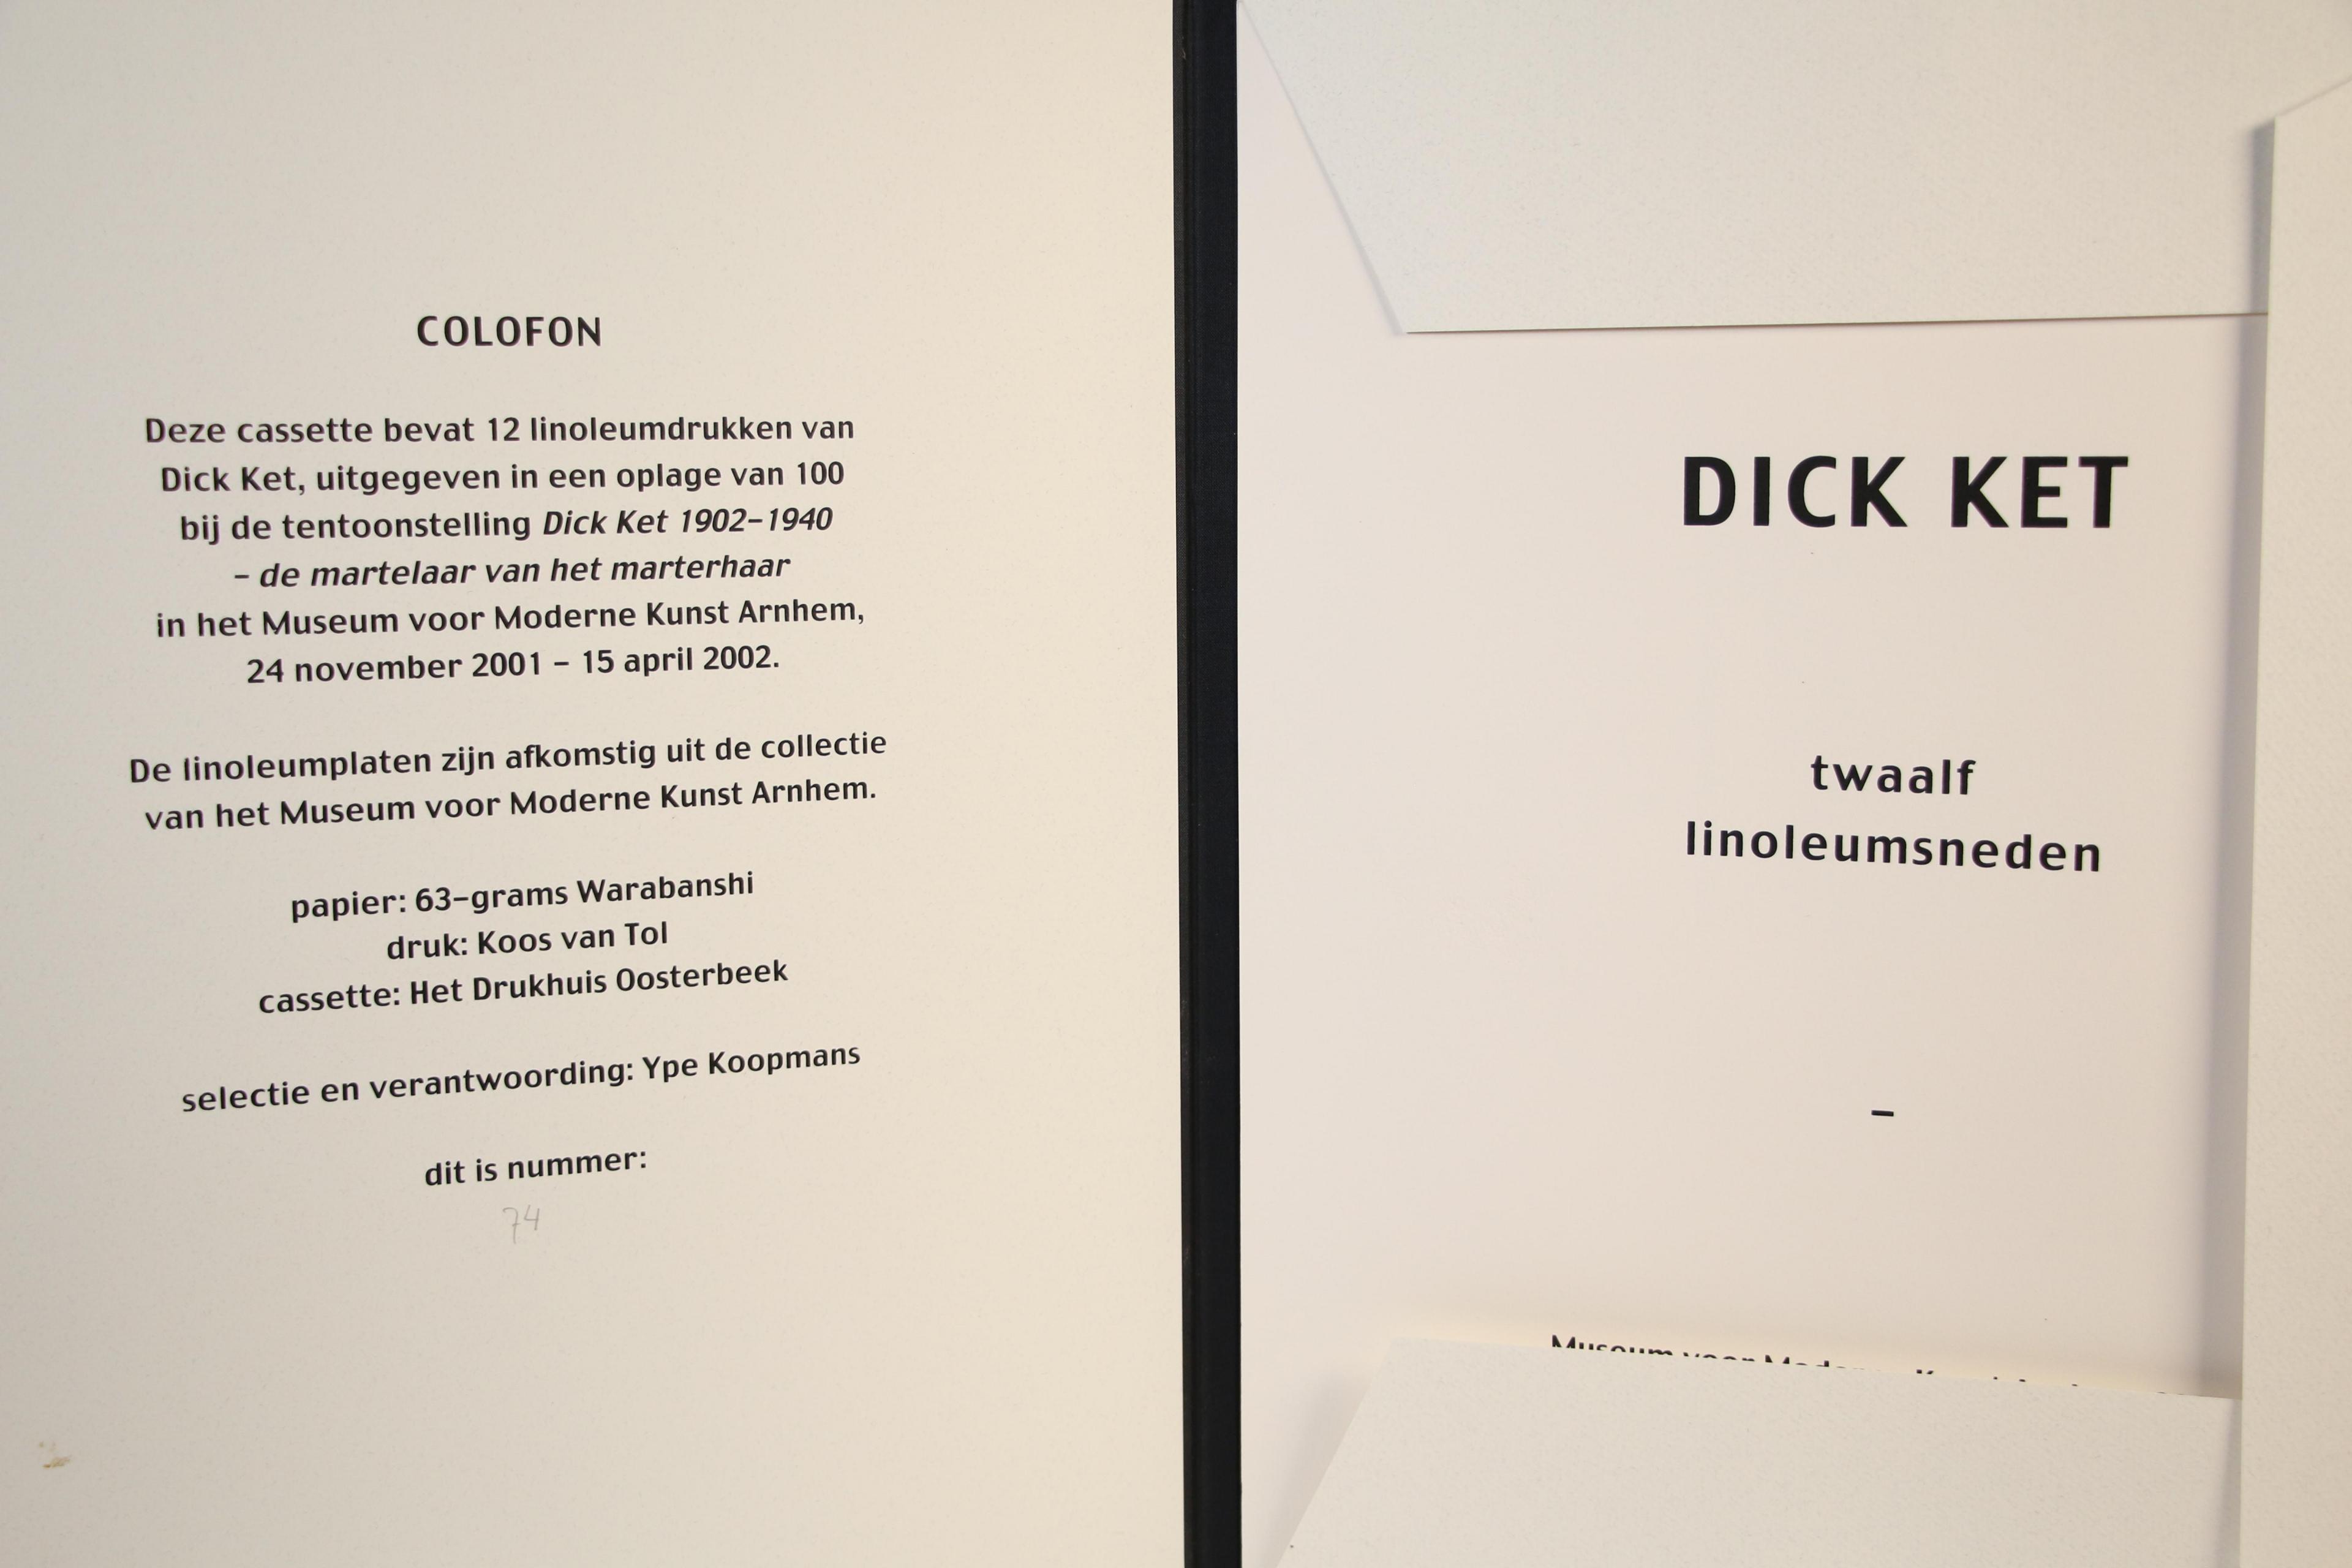 COLOFON
Deze cassette bevat 12 linoleumdrukken van
Dick Ket, uitgegeven in een oplage van 100
bij de tentoonstelling Dick Ket 1902–1940
– de martelaar van het marterhaar
in het Museum voor Moderne Kunst Arnhem,
24 november 2001 – 15 april 2002.
De linoleumplaten zijn afkomstig uit de collectie
van het Museum voor Moderne Kunst Arnhem.
papier: 63-grams Warabanshi
druk: Koos van Tol
cassette: Het Drukhuis Oosterbeek
selectie en verantwoording: Ype Koopmans
dit is nummer:
74
DICK KET
twaalf
linoleumsneden
–
Museum voor